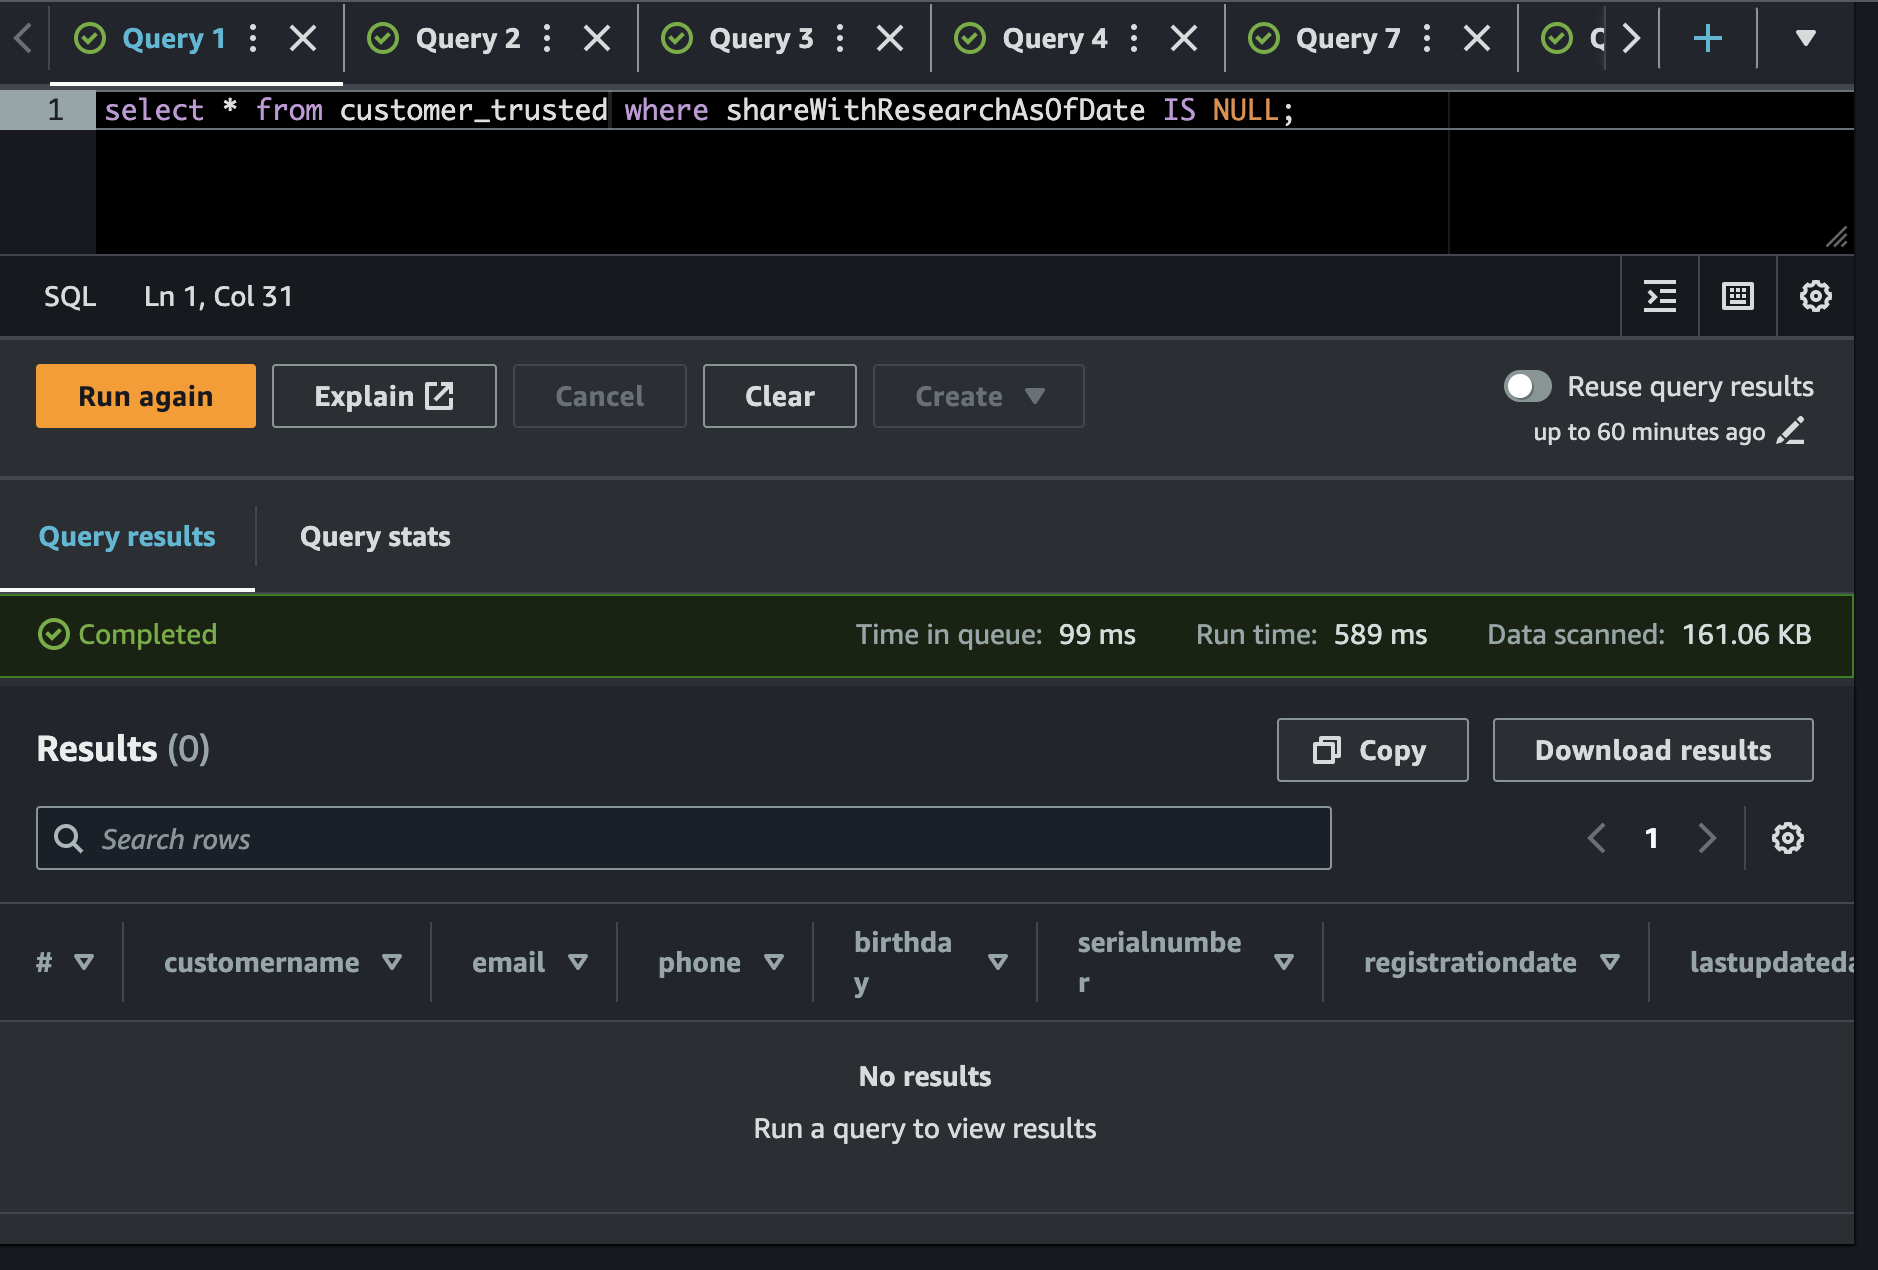 Query 1 Query 2 Query 3 Query 4 Query 7
1 select * from customer_trusted where shareWithResearchAsOfDate IS NULL;
SQL Ln 1, Col 31
Run again Explain Cancel Clear Create Reuse query results
up to 60 minutes ago
Query results Query stats
Completed Time in queue: 99 ms Run time: 589 ms Data scanned: 161.06 KB
Results (0) Copy Download results
Search rows 1
# customername email phone birthda
y serialnumbe
r registrationdate lastupdateda
No results
Run a query to view results